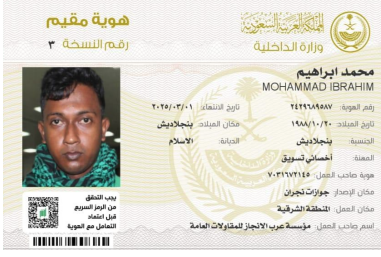 هوية مقيم
رقم النسخة ٣
المملكة العربية السعودية
وزارة الداخلية
محمد ابراهيم
MOHAMMAD IBRAHIM
رقم الهوية: ٢٤٢٩٦٨٩٥٨٧ تاريخ الانتهاء: ٢٠٢٥/٠٣/٠١
تاريخ الميلاد: ١٩٨٨/١٠/٢٠ مكان الميلاد: بنجلاديش
الجنسية: بنجلاديش الديانة: الاسلام
المهنة: أخصائي تسويق
هوية صاحب العمل: ٧٠٣١٦٧٢١٤٥
مكان الإصدار: جوازات نجران
مكان العمل: المنطقة الشرقية
اسم صاحب العمل: مؤسسة عرب الانجاز للمقاولات العامة
يجب التحقق
من الرمز السريع
قبل اعتماد
التعامل مع الهوية